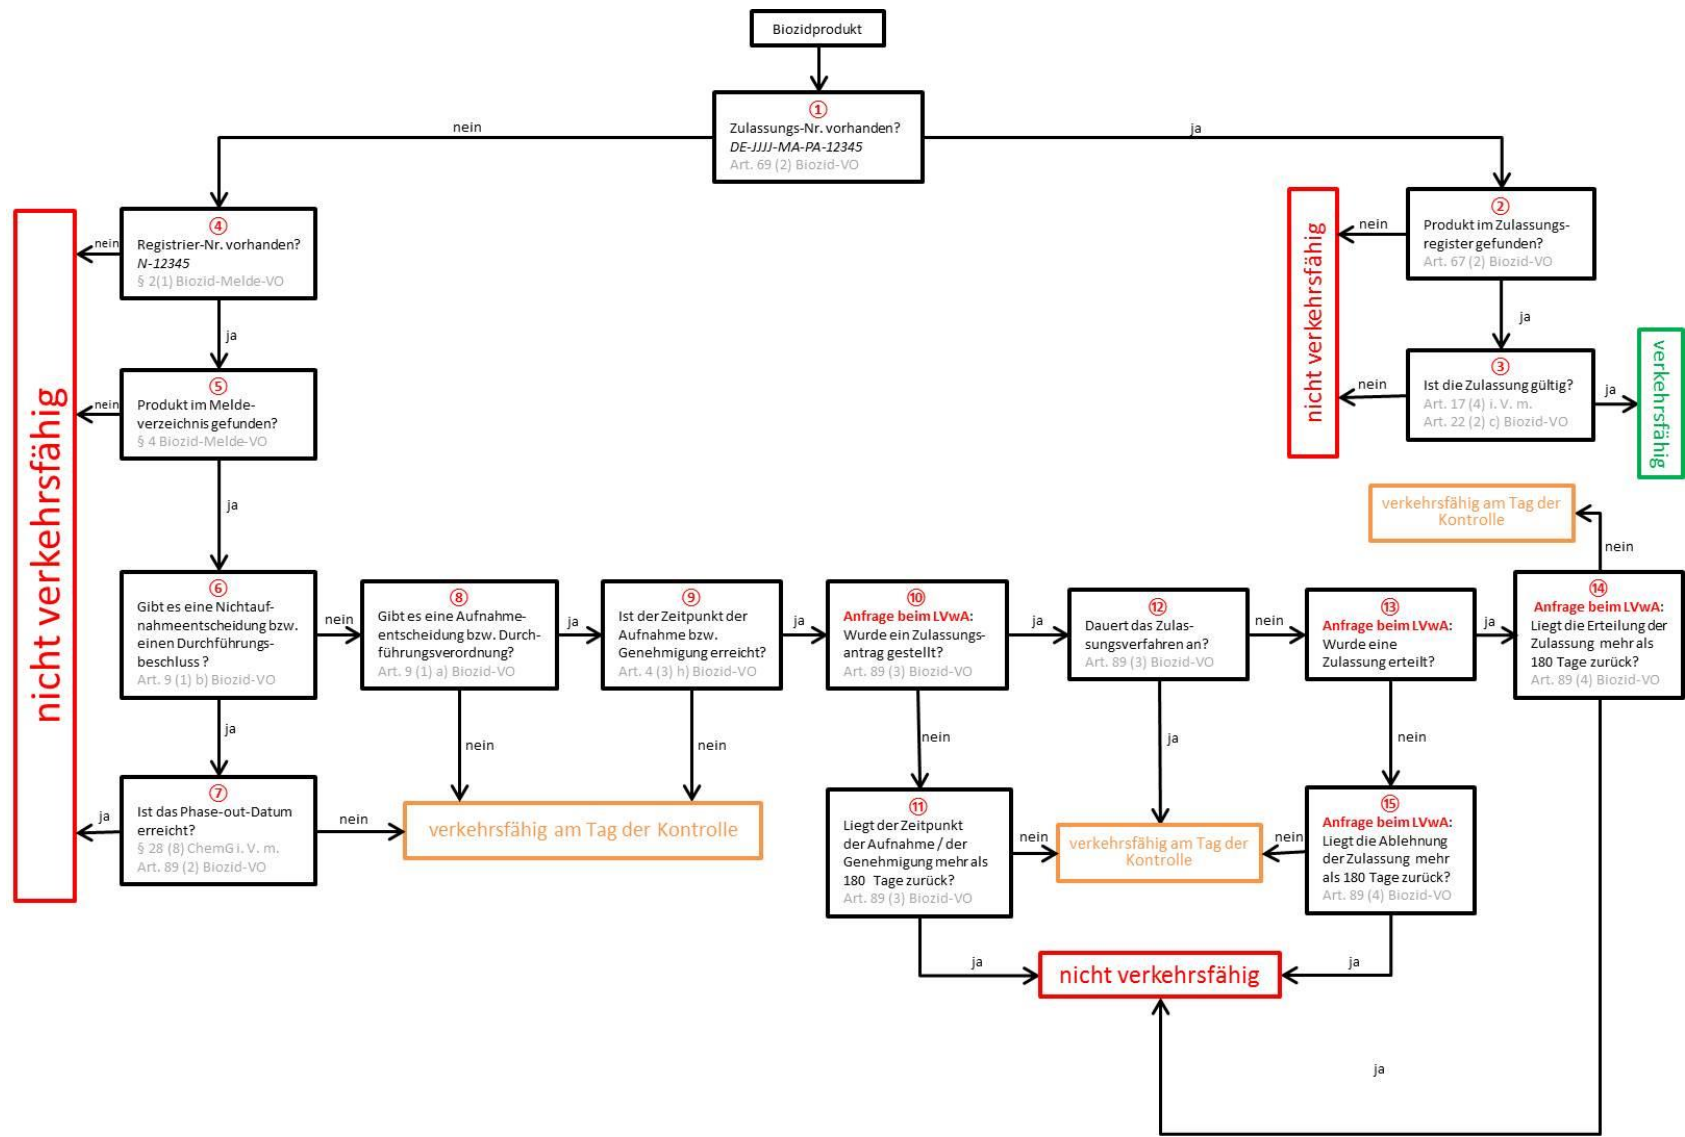 Biozidprodukt
①
Zulassungs-Nr. vorhanden?
DE-JJJJ-MA-PA-12345
Art. 69 (2) Biozid-VO
nein
ja
②
Produkt im Zulassungs-
register gefunden?
Art. 67 (2) Biozid-VO
nein
ja
③
Ist die Zulassung gültig?
Art. 17 (4) i. V. m.
Art. 22 (2) c) Biozid-VO
nein
ja
nicht verkehrsfähig
verkehrsfähig
④
Registrier-Nr. vorhanden?
N-12345
§ 2(1) Biozid-Melde-VO
nein
ja
⑤
Produkt im Melde-
verzeichnis gefunden?
§ 4 Biozid-Melde-VO
nein
ja
nicht verkehrsfähig
⑥
Gibt es eine Nichtauf-
nahmeentscheidung bzw.
einen Durchführungs-
beschluss ?
Art. 9 (1) b) Biozid-VO
nein
ja
⑦
Ist das Phase-out-Datum
erreicht?
§ 28 (8) ChemG i. V. m.
Art. 89 (2) Biozid-VO
ja
nein
⑧
Gibt es eine Aufnahme-
entscheidung bzw. Durch-
führungsverordnung?
Art. 9 (1) a) Biozid-VO
ja
nein
⑨
Ist der Zeitpunkt der
Aufnahme bzw.
Genehmigung erreicht?
Art. 4 (3) h) Biozid-VO
ja
nein
verkehrsfähig am Tag der Kontrolle
⑩
Anfrage beim LVwA:
Wurde ein Zulassungs-
antrag gestellt?
Art. 89 (3) Biozid-VO
ja
nein
⑪
Liegt der Zeitpunkt
der Aufnahme / der
Genehmigung mehr als
180 Tage zurück?
Art. 89 (3) Biozid-VO
nein
ja
⑫
Dauert das Zulas-
sungsverfahren an?
Art. 89 (3) Biozid-VO
nein
ja
verkehrsfähig am Tag der
Kontrolle
⑬
Anfrage beim LVwA:
Wurde eine
Zulassung erteilt?
ja
nein
⑭
Anfrage beim LVwA:
Liegt die Erteilung der
Zulassung mehr als
180 Tage zurück?
Art. 89 (4) Biozid-VO
nein
verkehrsfähig am Tag der
Kontrolle
⑮
Anfrage beim LVwA:
Liegt die Ablehnung
der Zulassung mehr
als 180 Tage zurück?
Art. 89 (4) Biozid-VO
nein
ja
nicht verkehrsfähig
ja